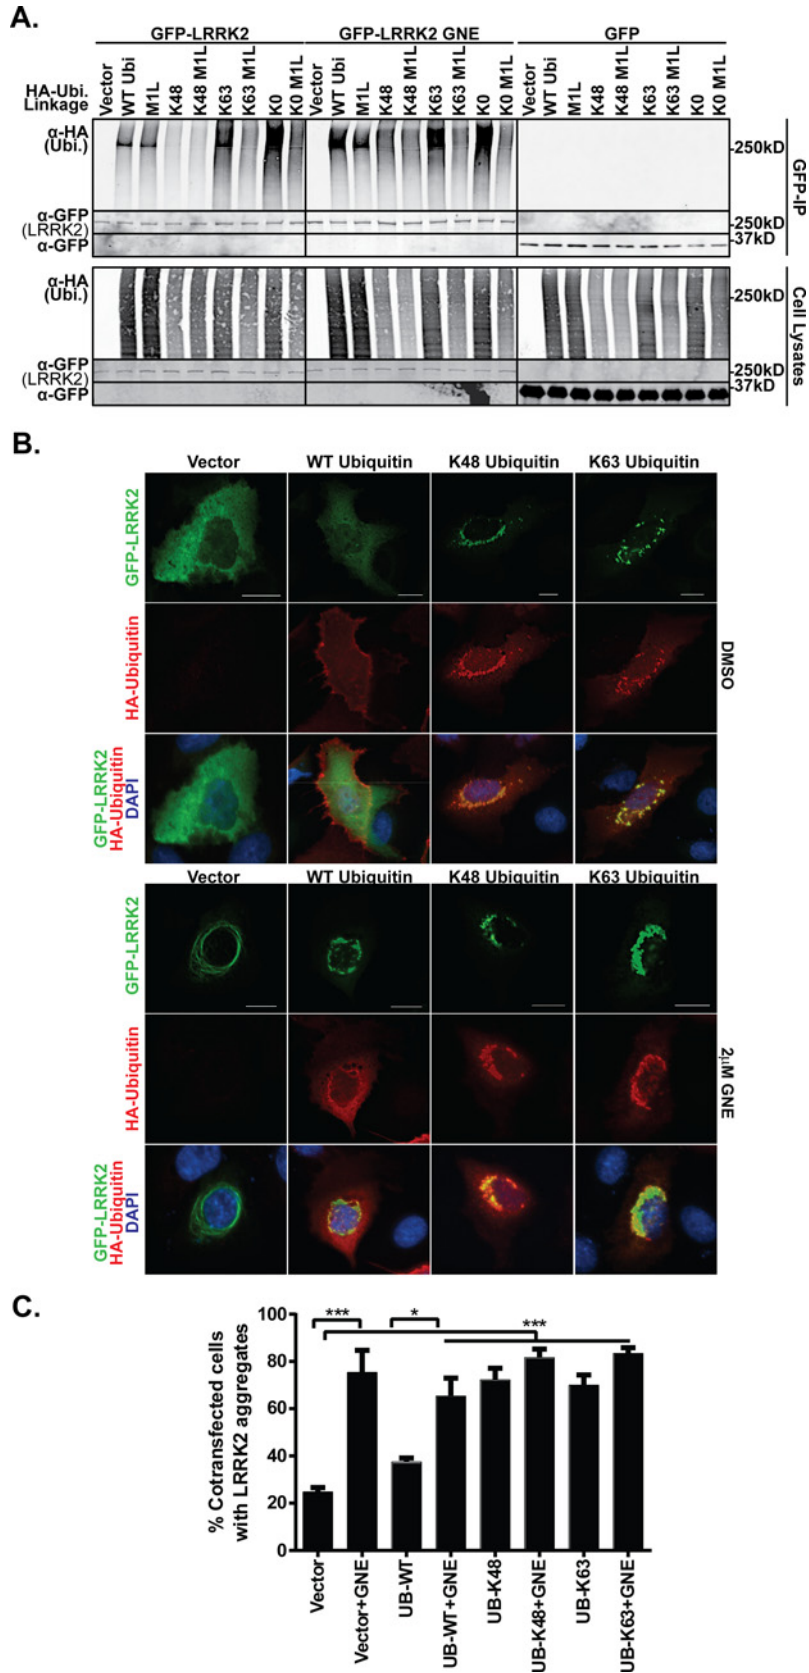 A.
GFP-LRRK2 GFP-LRRK2 GNE GFP
HA-Ubi. Linkage
Vector WT Ubi M1L K48 K48 M1L K63 K63 M1L K0 K0 M1L Vector WT Ubi M1L K48 K48 M1L K63 K63 M1L K0 K0 M1L Vector WT Ubi M1L K48 K48 M1L K63 K63 M1L K0 K0 M1L
α-HA
(Ubi.)
250kD
α-GFP
(LRRK2)
250kD
37kD
α-GFP
GFP-IP
α-HA
(Ubi.)
250kD
α-GFP
(LRRK2)
250kD
37kD
α-GFP
Cell Lysates
B.
Vector WT Ubiquitin K48 Ubiquitin K63 Ubiquitin
GFP-LRRK2
HA-Ubiquitin
GFP-LRRK2
HA-Ubiquitin
DAPI
DMSO
Vector WT Ubiquitin K48 Ubiquitin K63 Ubiquitin
GFP-LRRK2
HA-Ubiquitin
GFP-LRRK2
HA-Ubiquitin
DAPI
2µM GNE
C.
% Cotransfected cells
with LRRK2 aggregates
100
80
60
40
20
0
*** * ***
Vector
Vector+GNE
UB-WT
UB-WT+GNE
UB-K48
UB-K48+GNE
UB-K63
UB-K63+GNE